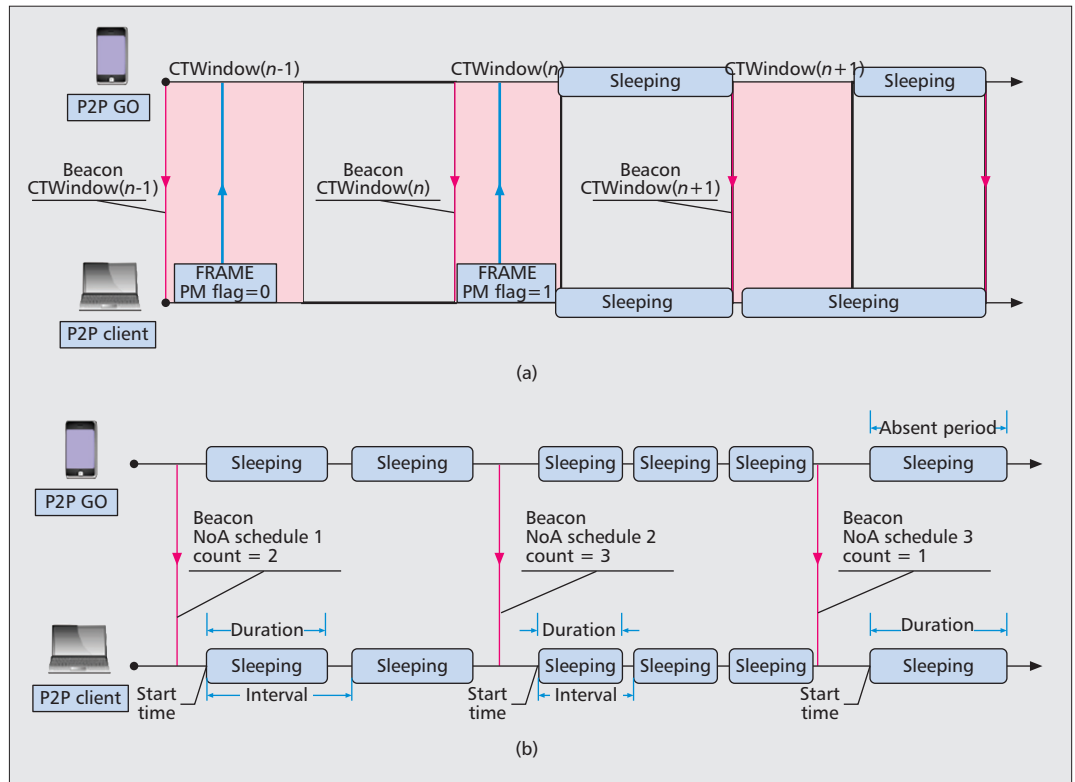 CTWindow(n-1)
CTWindow(n)
Sleeping
CTWindow(n+1)
Sleeping
P2P GO
Beacon
CTWindow(n-1)
Beacon
CTWindow(n)
Beacon
CTWindow(n+1)
FRAME
PM flag=0
FRAME
PM flag=1
Sleeping
Sleeping
P2P client
(a)
Absent period
Sleeping
Sleeping
Sleeping
Sleeping
Sleeping
Sleeping
P2P GO
Beacon
NoA schedule 1
count = 2
Beacon
NoA schedule 2
count = 3
Beacon
NoA schedule 3
count = 1
Duration
Duration
Duration
Sleeping
Sleeping
Sleeping
Sleeping
Sleeping
Sleeping
P2P client
Start
time
Interval
Start
time
Interval
Start
time
(b)